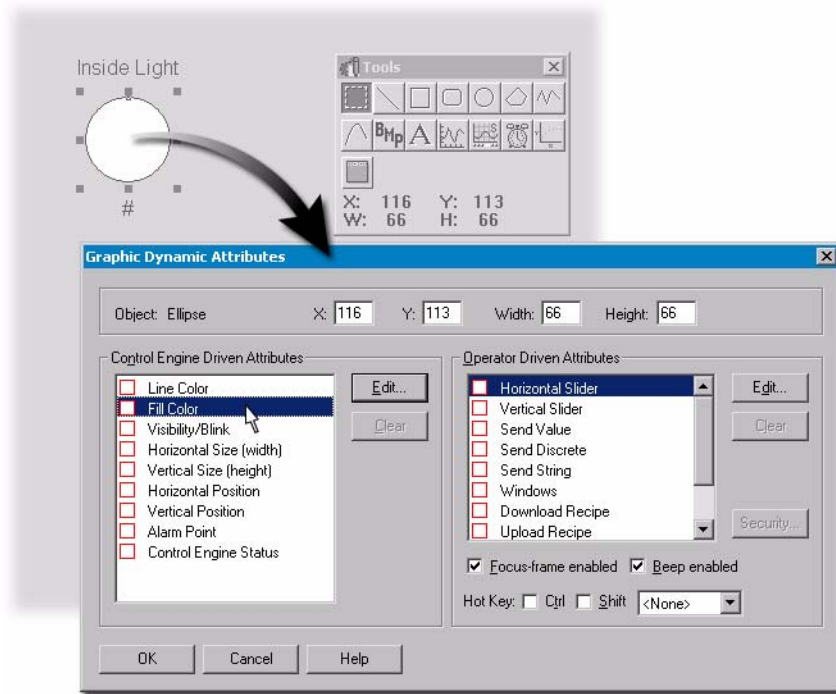 Inside Light
#
Tools
BMP A
X: 116 Y: 113
W: 66 H: 66
Graphic Dynamic Attributes
Object: Ellipse X: 116 Y: 113 Width: 66 Height: 66
Control Engine Driven Attributes
Line Color
Fill Color
Visibility/Blink
Horizontal Size (width)
Vertical Size (height)
Horizontal Position
Vertical Position
Alarm Point
Control Engine Status
Edit...
Clear
Operator Driven Attributes
Horizontal Slider
Vertical Slider
Send Value
Send Discrete
Send String
Windows
Download Recipe
Upload Recipe
Edit...
Clear
Security...
Focus-frame enabled Beep enabled
Hot Key: Ctrl Shift <None>
OK Cancel Help